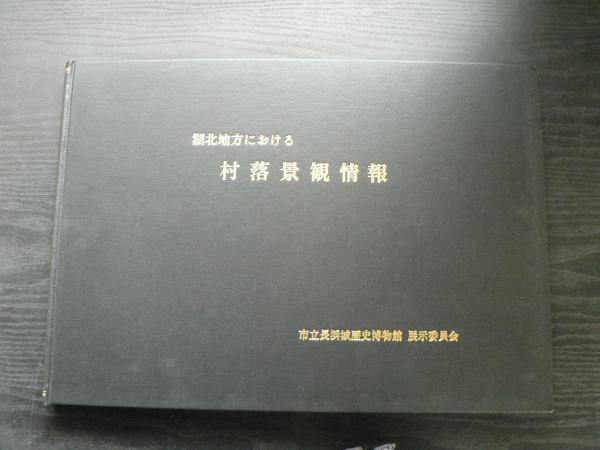 湖北地方における
村落景観情報
市立長浜城歴史博物館 展示委員会